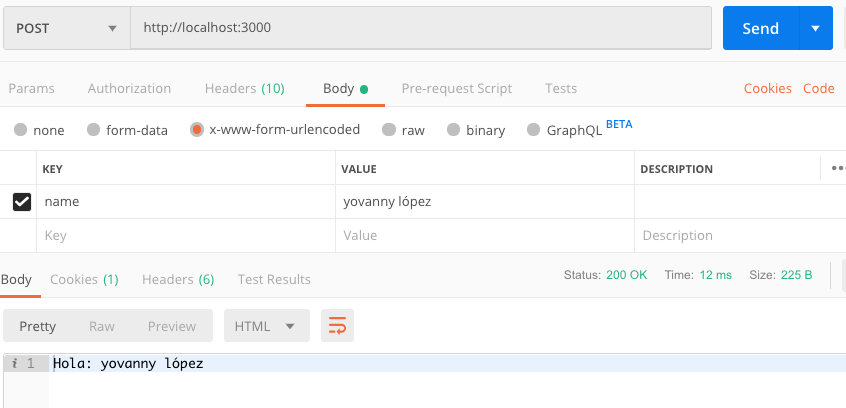 POST http://localhost:3000 Send
Params Authorization Headers (10) Body Pre-request Script Tests Cookies Code
none form-data x-www-form-urlencoded raw binary GraphQL BETA
KEY VALUE DESCRIPTION
name yovanny lópez
Key Value Description
Body Cookies (1) Headers (6) Test Results Status: 200 OK Time: 12 ms Size: 225 B
Pretty Raw Preview HTML
i 1 Hola: yovanny lópez